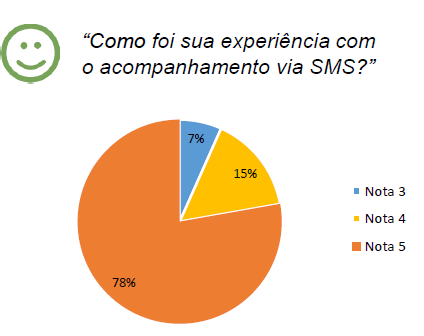 “Como foi sua experiência com
o acompanhamento via SMS?”
7%
15%
78%
Nota 3
Nota 4
Nota 5